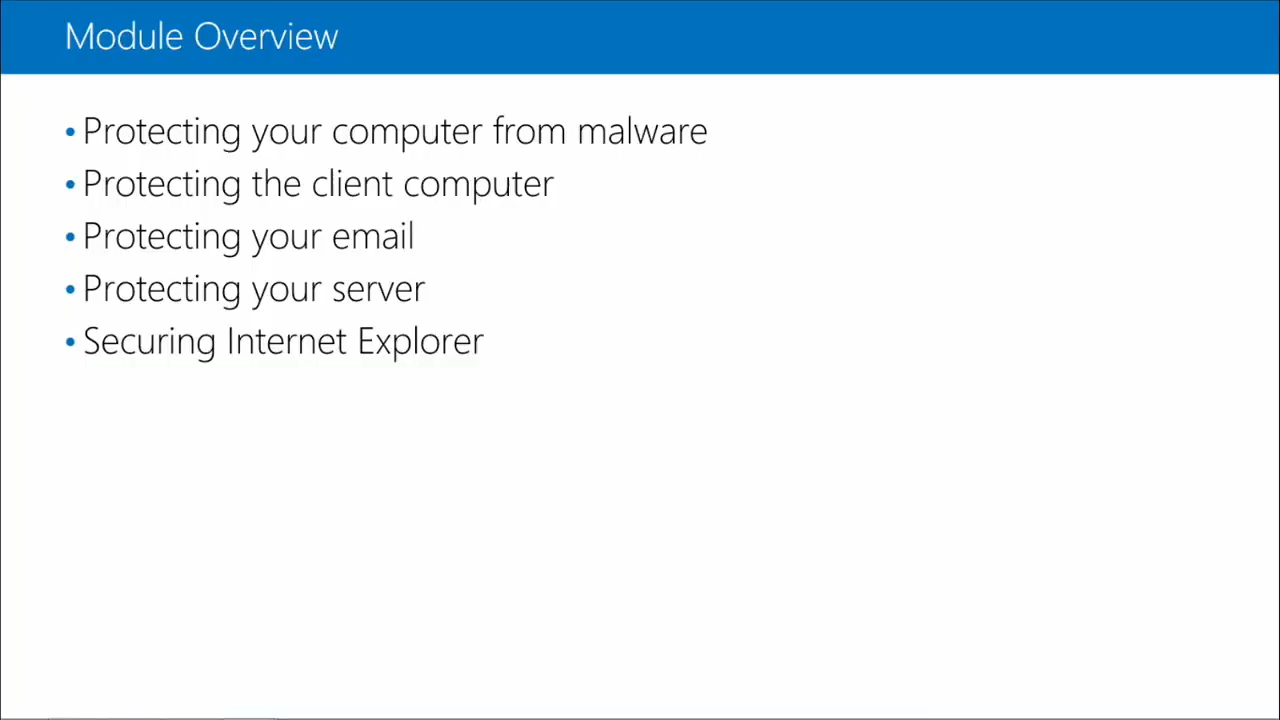 Module Overview
• Protecting your computer from malware
• Protecting the client computer
• Protecting your email
• Protecting your server
• Securing Internet Explorer